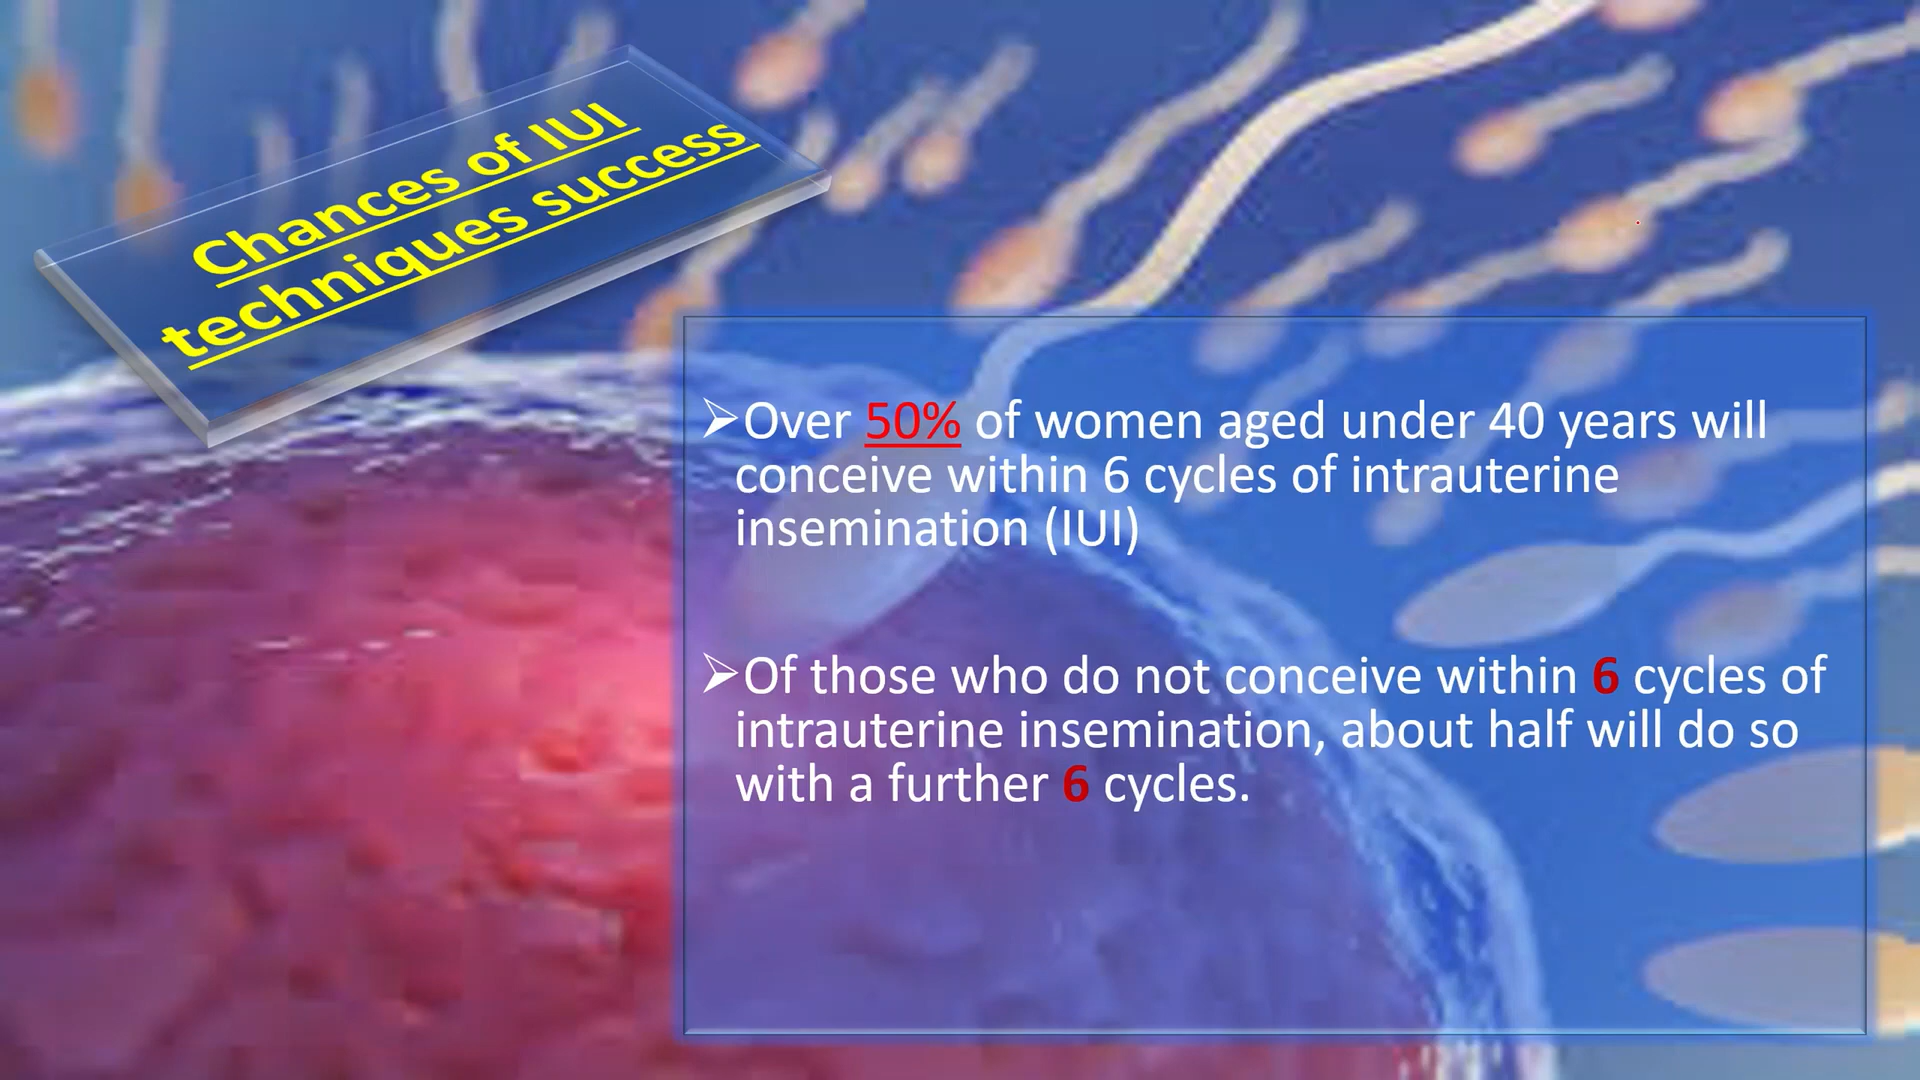 Chances of IUI
techniques success
➢Over 50% of women aged under 40 years will
conceive within 6 cycles of intrauterine
insemination (IUI)
➢Of those who do not conceive within 6 cycles of
intrauterine insemination, about half will do so
with a further 6 cycles.